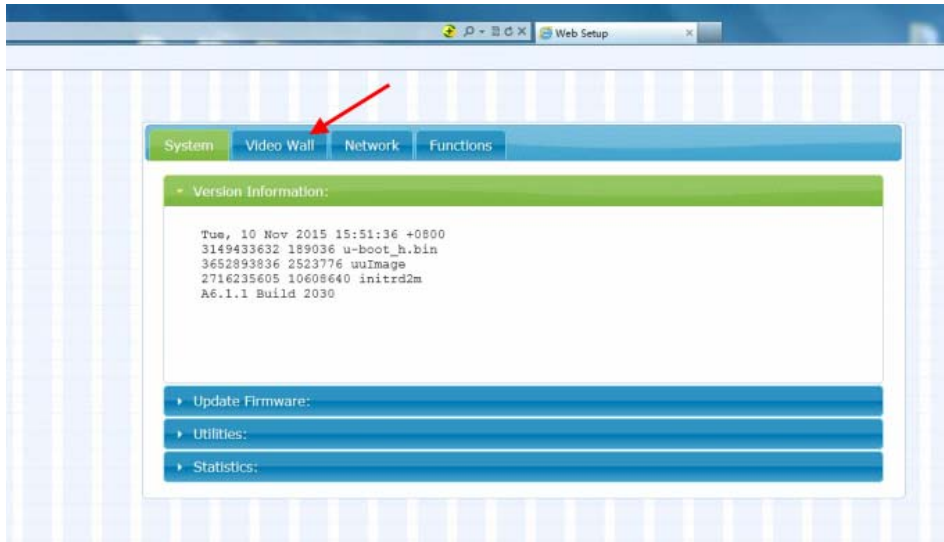 Web Setup
System Video Wall Network Functions
Version Information:
Tue, 10 Nov 2015 15:51:36 +0800
3149433632 189036 u-boot_h.bin
3652893836 2523776 uuImage
2716235605 10608640 initrd2m
A6.1.1 Build 2030
Update Firmware:
Utilities:
Statistics: